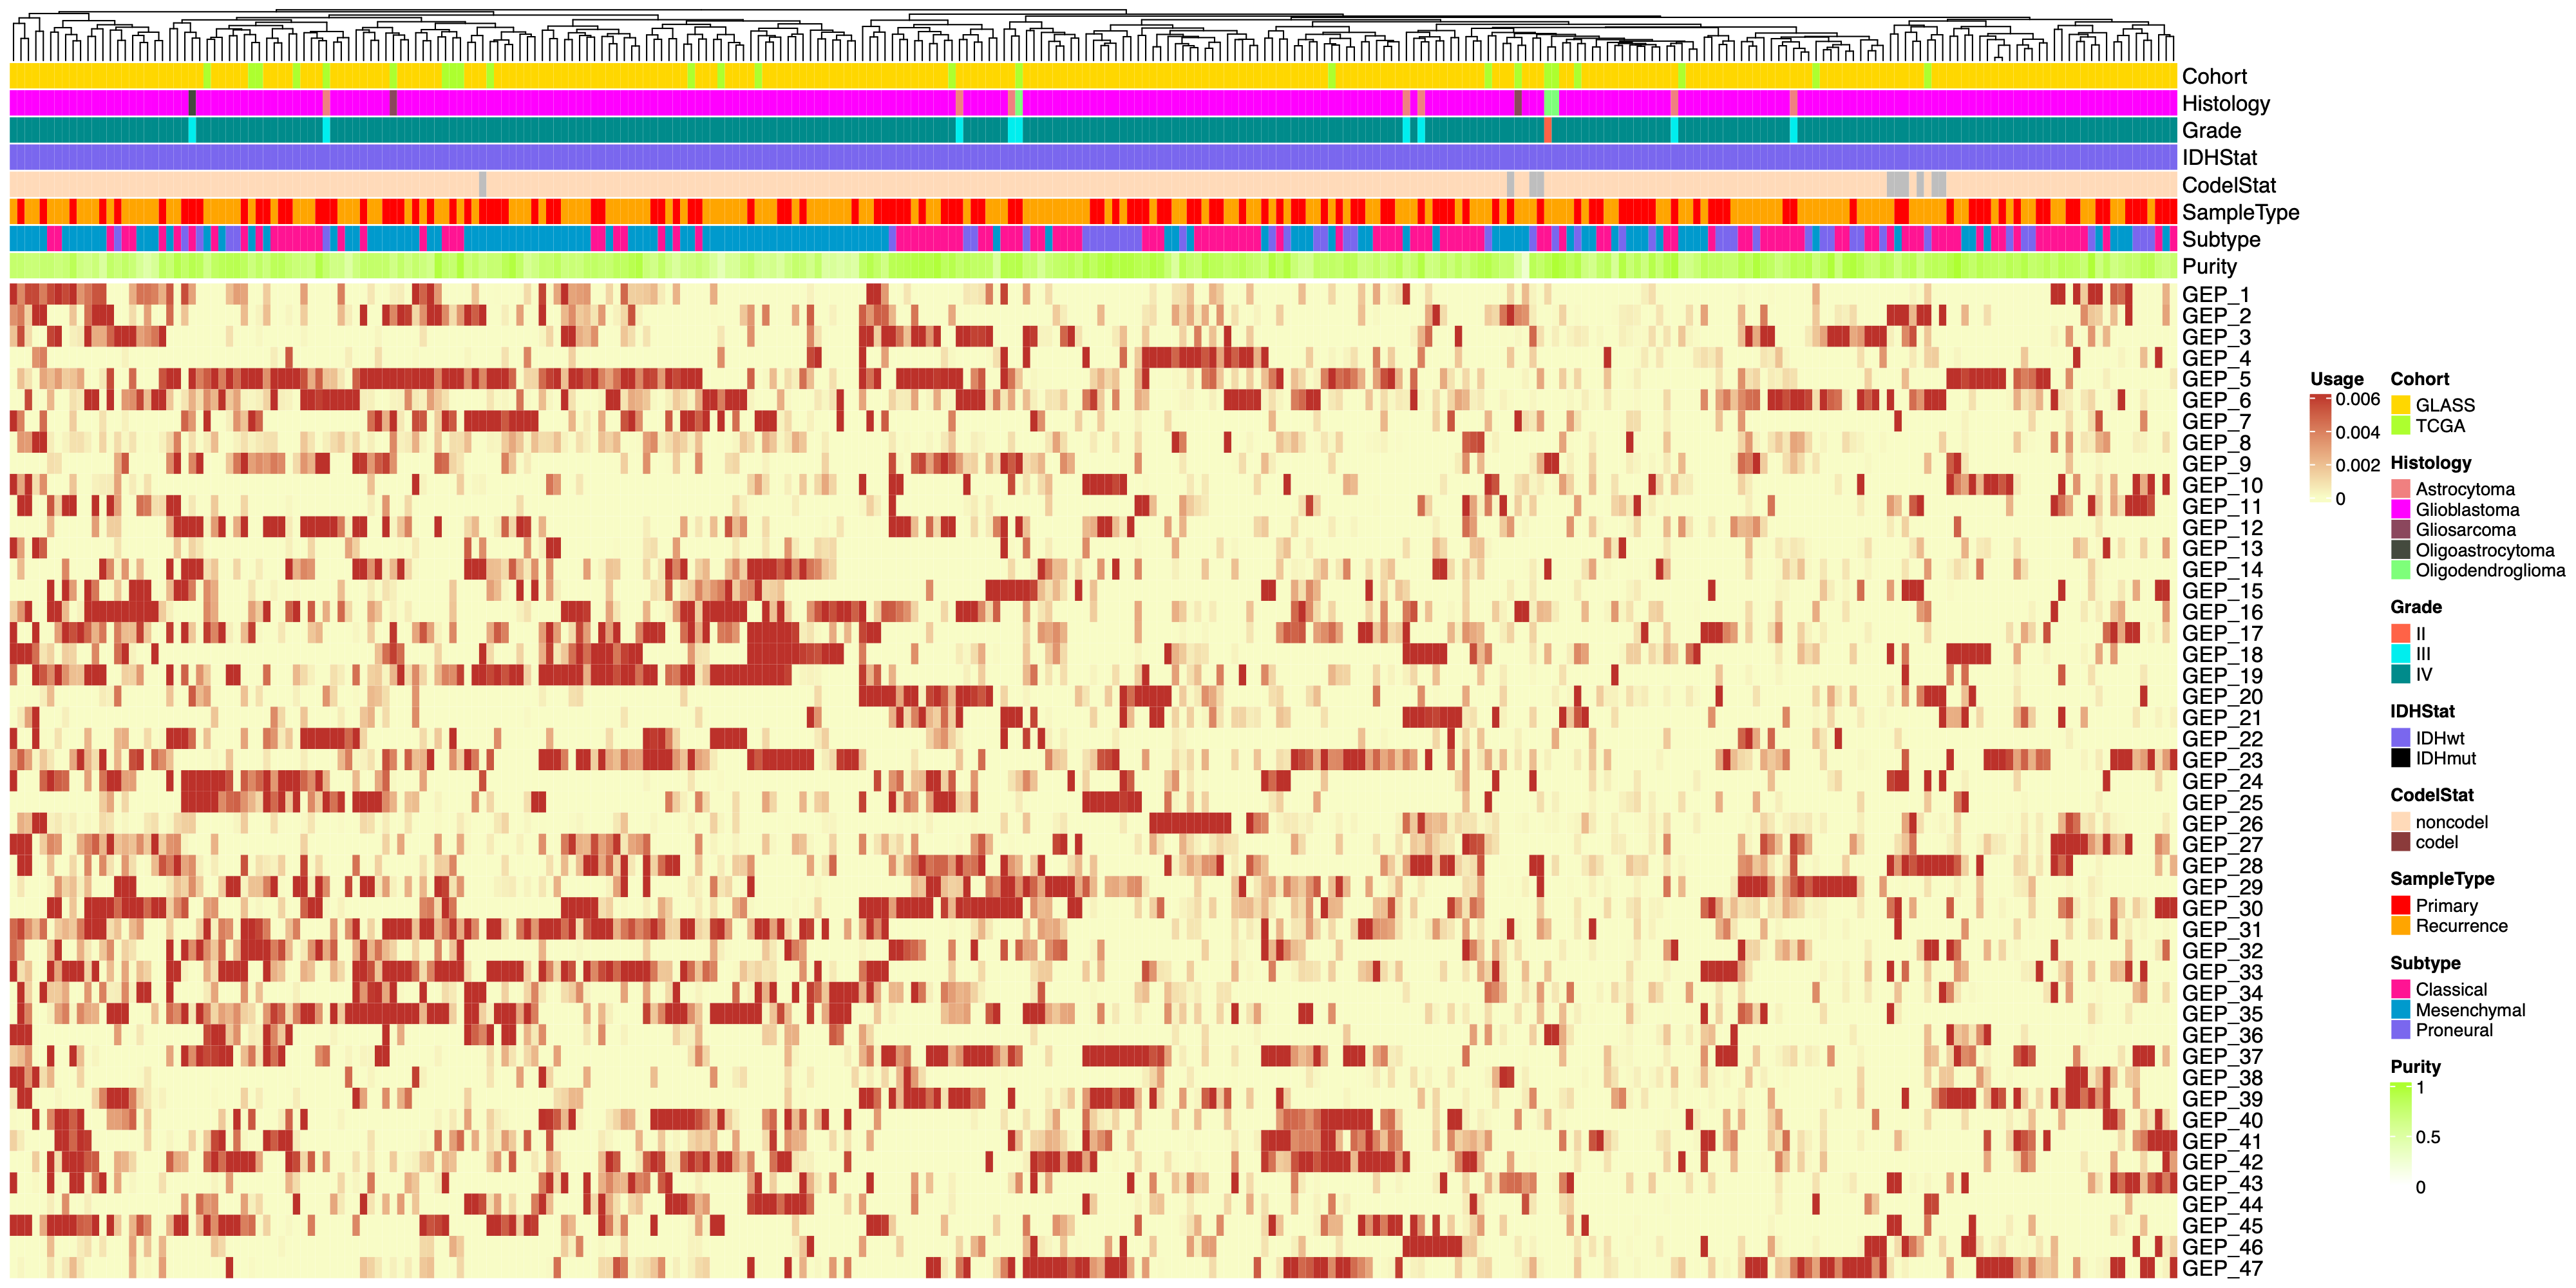 Cohort
Histology
Grade
IDHStat
CodelStat
SampleType
Subtype
Purity
GEP_1
GEP_2
GEP_3
GEP_4
GEP_5
GEP_6
GEP_7
GEP_8
GEP_9
GEP_10
GEP_11
GEP_12
GEP_13
GEP_14
GEP_15
GEP_16
GEP_17
GEP_18
GEP_19
GEP_20
GEP_21
GEP_22
GEP_23
GEP_24
GEP_25
GEP_26
GEP_27
GEP_28
GEP_29
GEP_30
GEP_31
GEP_32
GEP_33
GEP_34
GEP_35
GEP_36
GEP_37
GEP_38
GEP_39
GEP_40
GEP_41
GEP_42
GEP_43
GEP_44
GEP_45
GEP_46
GEP_47
Usage
0.006
0.004
0.002
0
Cohort
GLASS
TCGA
Histology
Astrocytoma
Glioblastoma
Gliosarcoma
Oligoastrocytoma
Oligodendroglioma
Grade
II
III
IV
IDHStat
IDHwt
IDHmut
CodelStat
noncodel
codel
SampleType
Primary
Recurrence
Subtype
Classical
Mesenchymal
Proneural
Purity
1
0.5
0